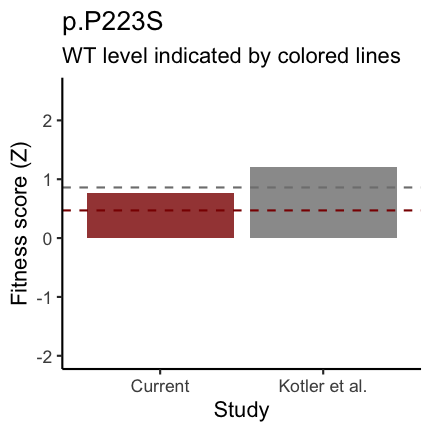 p.P223S
WT level indicated by colored lines
Fitness score (Z)
2
1
0
-1
-2
Current
Kotler et al.
Study